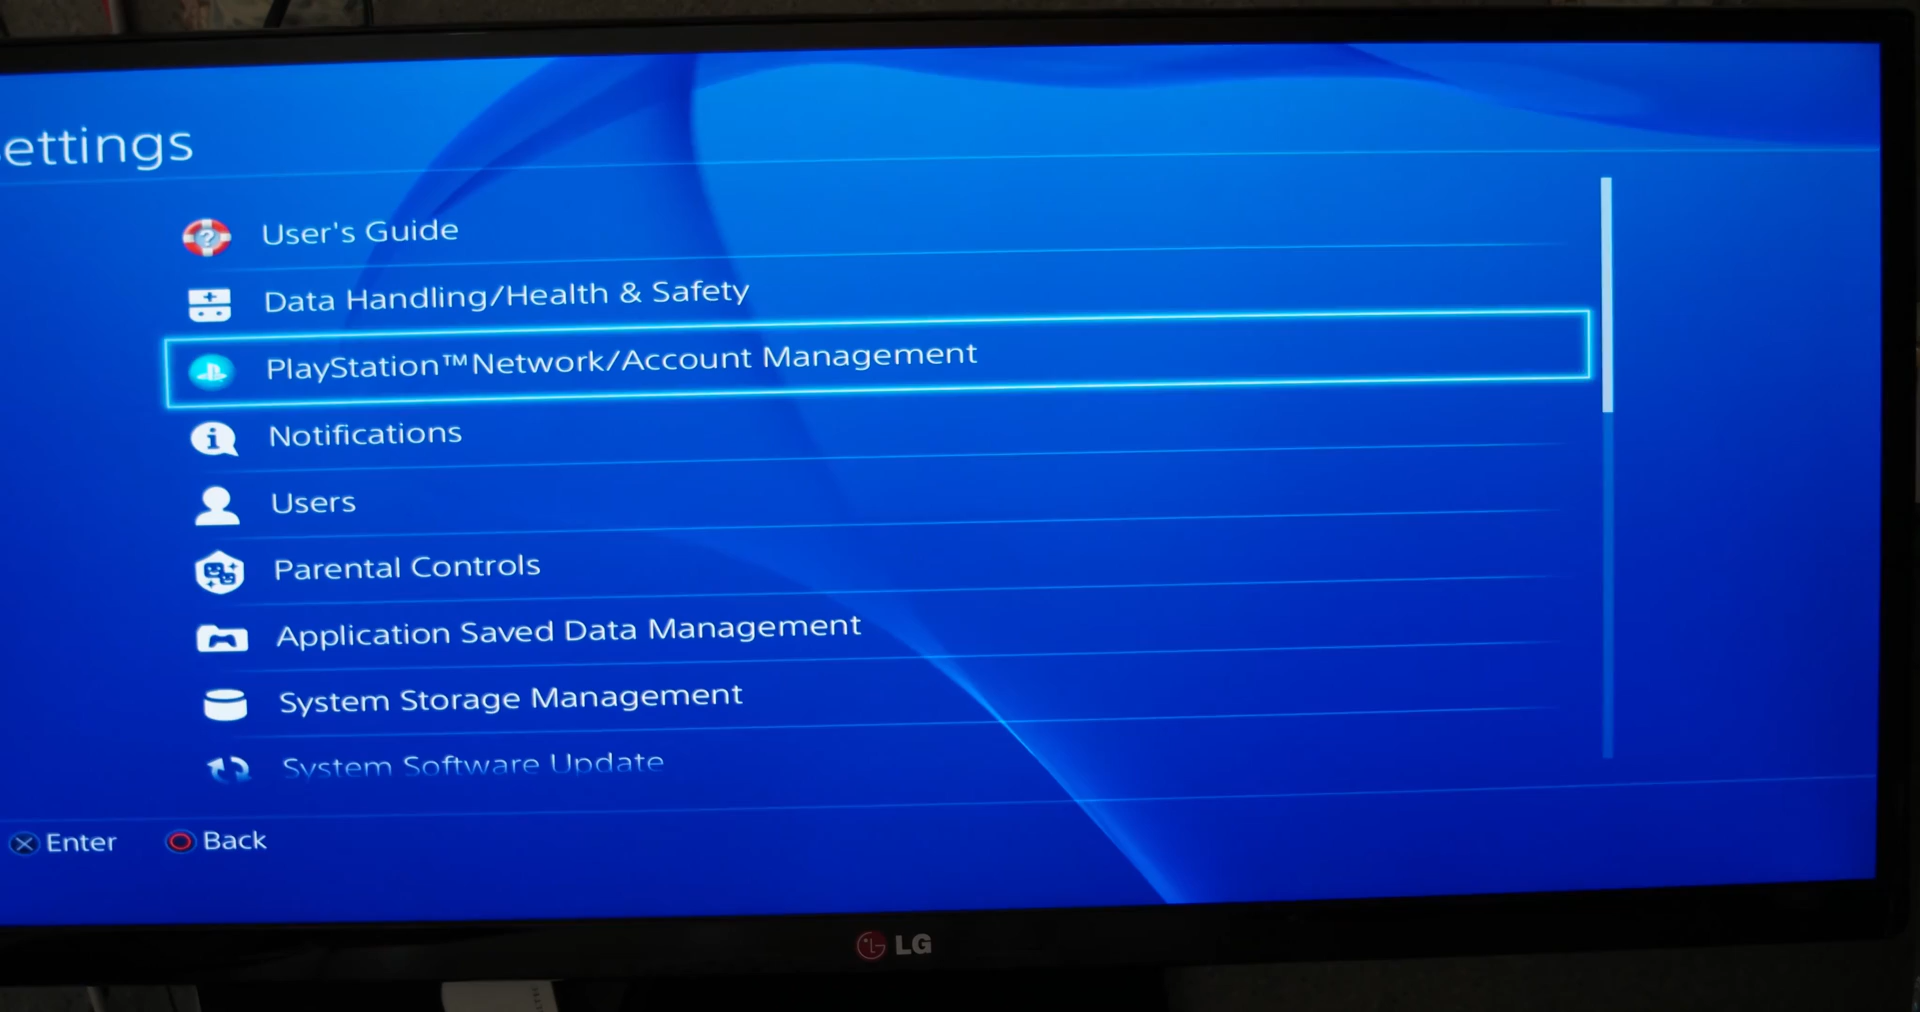 ettings
User's Guide
Data Handling/Health & Safety
PlayStation™Network/Account Management
Notifications
Users
Parental Controls
Application Saved Data Management
System Storage Management
System Software Update
Enter Back
LG